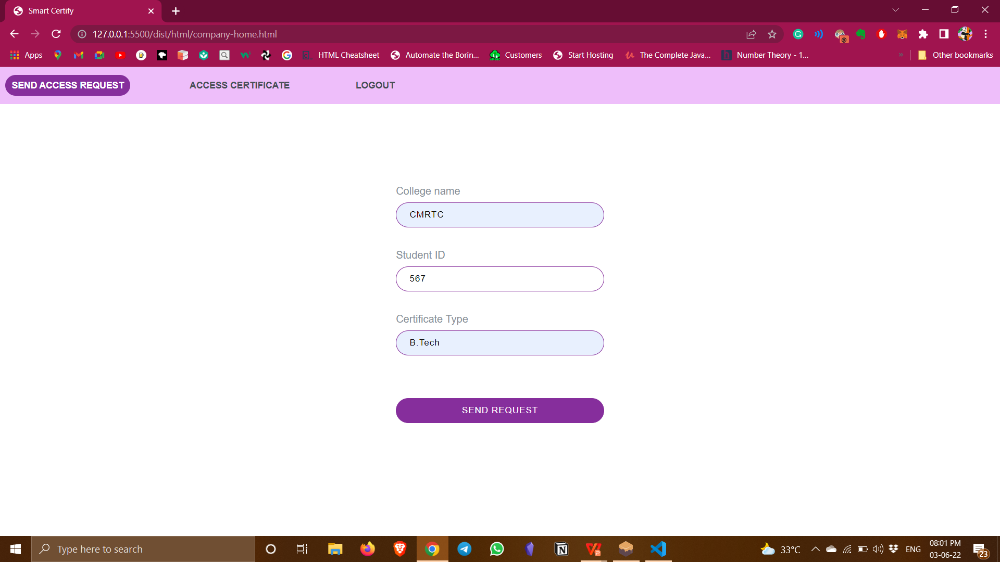 Smart Certify
127.0.0.1:5500/dist/html/company-home.html
Apps
HTML Cheatsheet
Automate the Borin...
Customers
Start Hosting
The Complete Java...
Number Theory - 1...
»
Other bookmarks
SEND ACCESS REQUEST
ACCESS CERTIFICATE
LOGOUT
College name
CMRTC
Student ID
567
Certificate Type
B.Tech
SEND REQUEST
Type here to search
33°C
ENG
08:01 PM
03-06-22
23